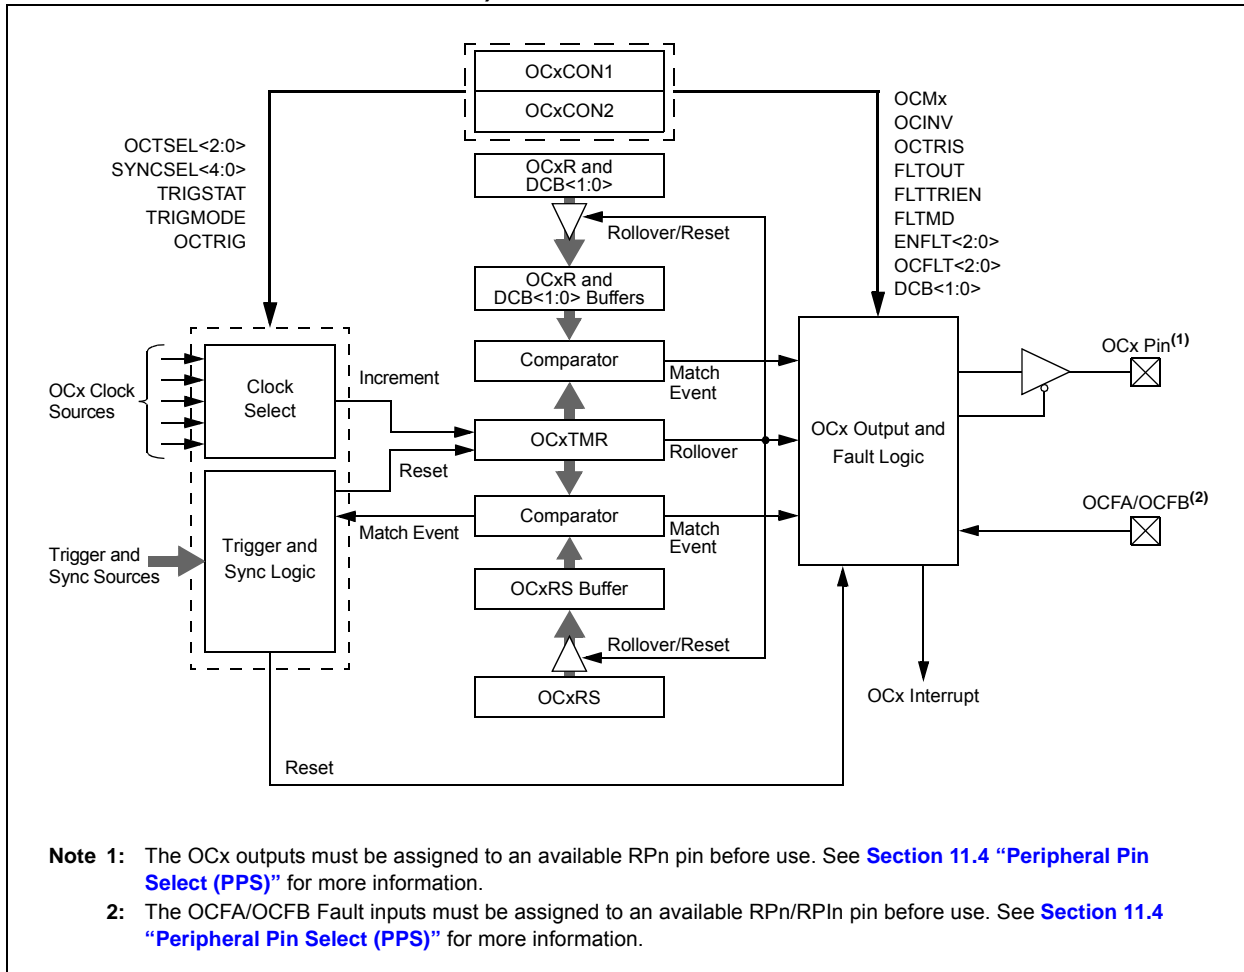 OCxCON1
OCxCON2
OCTSEL<2:0>
SYNCSEL<4:0>
TRIGSTAT
TRIGMODE
OCTRIG
OCMx
OCINV
OCTRIS
FLTOUT
FLTTRIEN
FLTMD
ENFLT<2:0>
OCFLT<2:0>
DCB<1:0>
OCxR and
DCB<1:0>
Rollover/Reset
OCxR and
DCB<1:0> Buffers
Comparator
Match
Event
OCx Clock
Sources
Clock
Select
Increment
OCxTMR
Rollover
Reset
Comparator
Match Event
Match
Event
Trigger and
Sync Sources
Trigger and
Sync Logic
OCxRS Buffer
Rollover/Reset
OCxRS
OCx Output and
Fault Logic
OCx Pin(1)
OCFA/OCFB(2)
OCx Interrupt
Reset
Note 1: The OCx outputs must be assigned to an available RPn pin before use. See Section 11.4 “Peripheral Pin
Select (PPS)” for more information.
2: The OCFA/OCFB Fault inputs must be assigned to an available RPn/RPIn pin before use. See Section 11.4
“Peripheral Pin Select (PPS)” for more information.